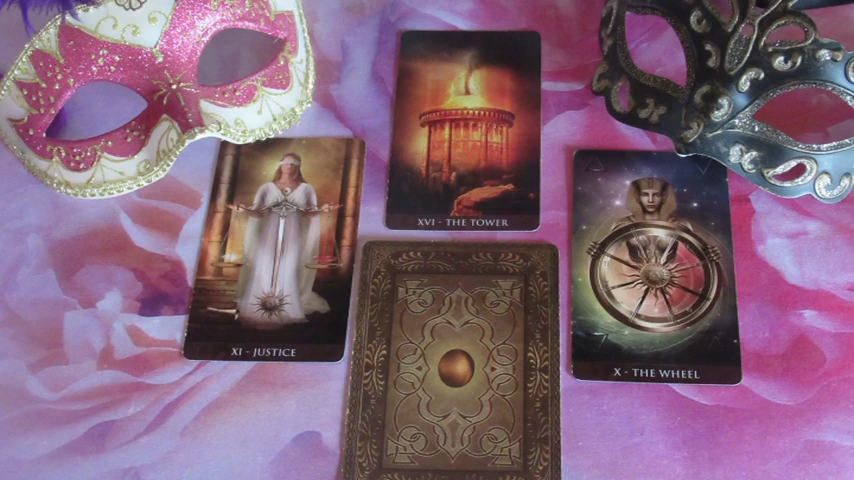 XVI - THE TOWER
XI - JUSTICE
X - THE WHEEL